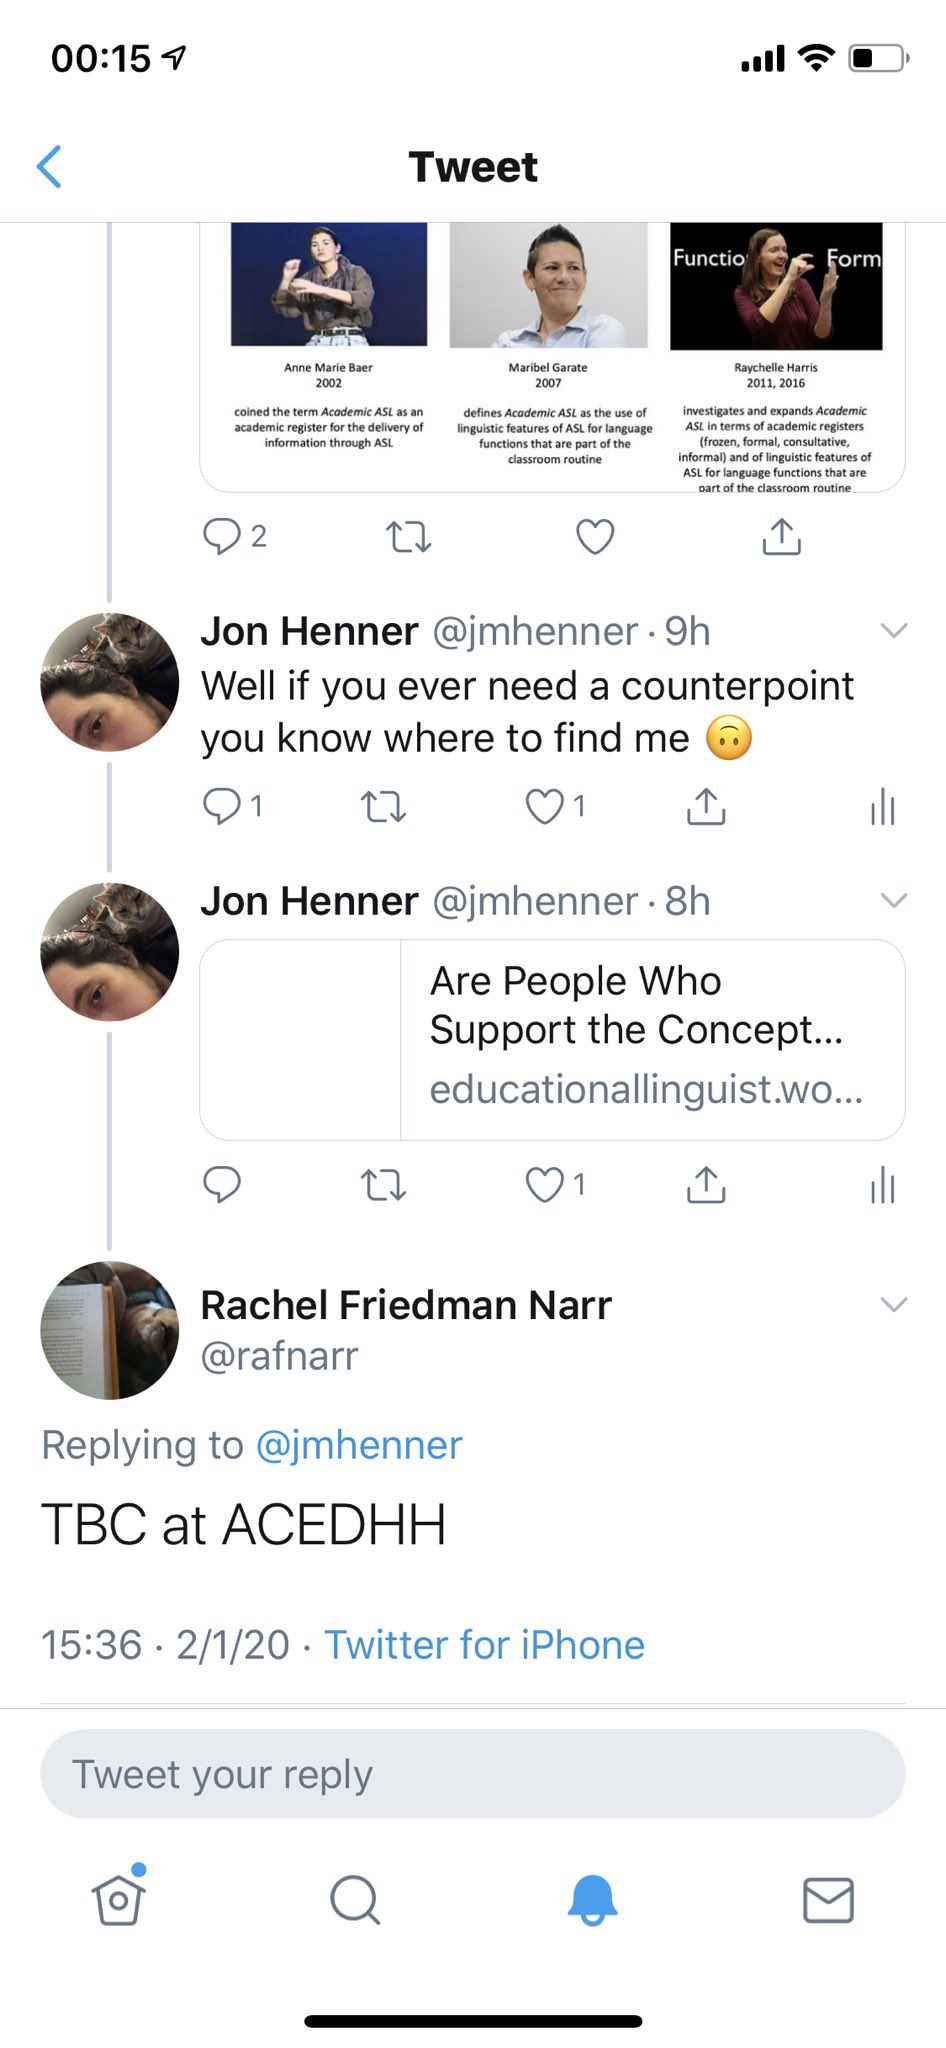 00:15
Tweet
Functio Form
Anne Marie Baer
2002
coined the term Academic ASL as an
academic register for the delivery of
information through ASL
Maribel Garate
2007
defines Academic ASL as the use of
linguistic features of ASL for language
functions that are part of the
classroom routine
Raychelle Harris
2011, 2016
investigates and expands Academic
ASL in terms of academic registers
(frozen, formal, consultative,
informal) and of linguistic features of
ASL for language functions that are
part of the classroom routine
2
Jon Henner @jmhenner · 9h
Well if you ever need a counterpoint
you know where to find me 🙃
1 1
Jon Henner @jmhenner · 8h
Are People Who
Support the Concept...
educationallinguist.wo...
1
Rachel Friedman Narr
@rafnarr
Replying to @jmhenner
TBC at ACEDHH
15:36 · 2/1/20 · Twitter for iPhone
Tweet your reply